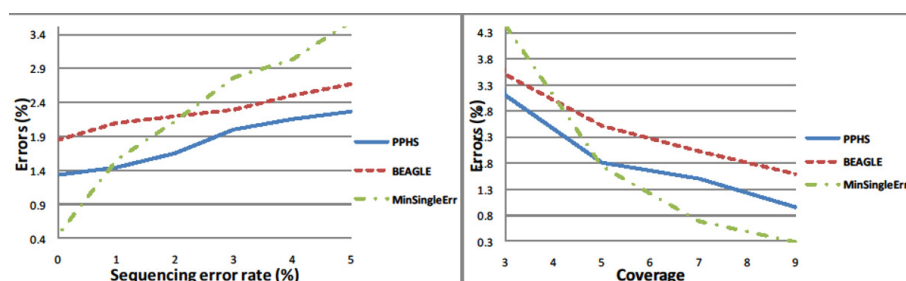 3.4
2.9
2.4
1.9
1.4
0.9
0.4
Errors (%)
0 1 2 3 4 5
Sequencing error rate (%)
PPHS
BEAGLE
MinSingleErr
4.3
3.8
3.3
2.8
2.3
1.8
1.3
0.8
0.3
Errors (%)
3 4 5 6 7 8 9
Coverage
PPHS
BEAGLE
MinSingleErr